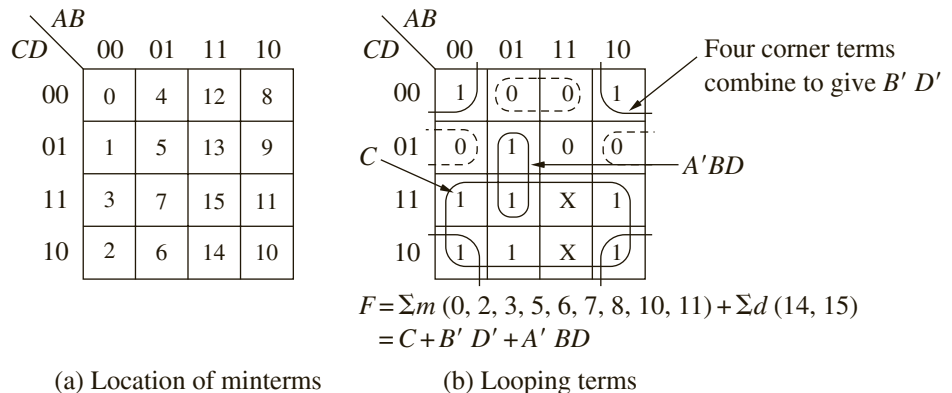 AB AB
CD 00 01 11 10 CD 00 01 11 10 Four corner terms
combine to give B′ D′
00 0 4 12 8 00 1 0 0 1
01 1 5 13 9 01 0 1 0 0
C A′BD
11 3 7 15 11 11 1 1 X 1
10 2 6 14 10 10 1 1 X 1
F = Σm (0, 2, 3, 5, 6, 7, 8, 10, 11) + Σd (14, 15)
= C + B′ D′ + A′ BD
(a) Location of minterms (b) Looping terms